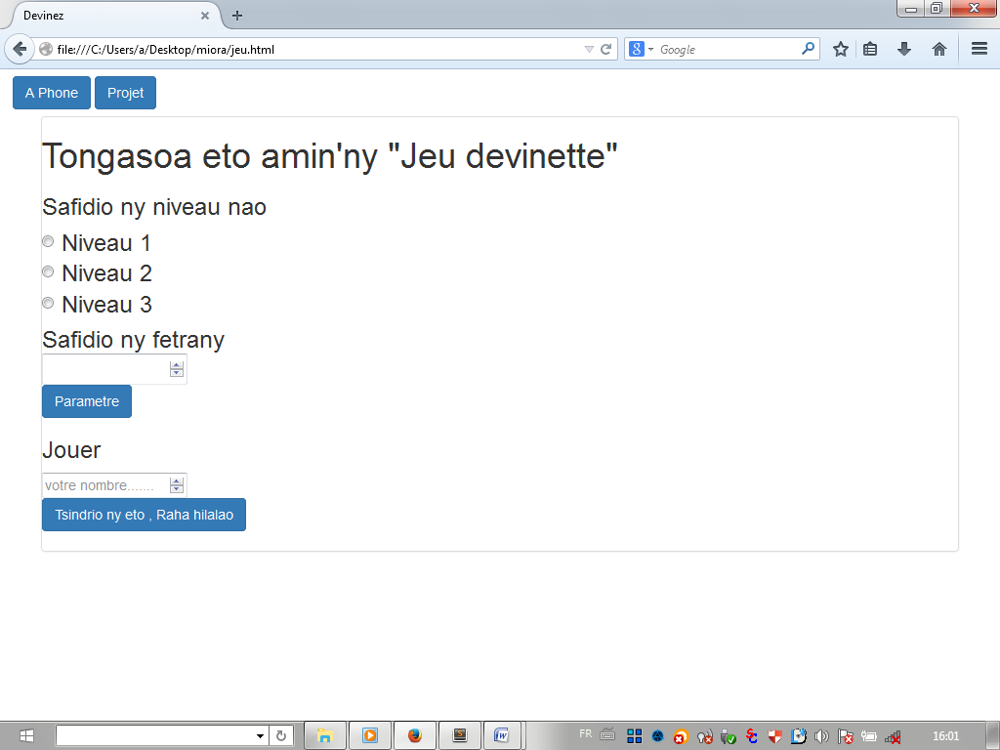 Devinez
file:///C:/Users/a/Desktop/miora/jeu.html
Google
A Phone
Projet
Tongasoa eto amin'ny "Jeu devinette"
Safidio ny niveau nao
Niveau 1
Niveau 2
Niveau 3
Safidio ny fetrany
Parametre
Jouer
votre nombre.......
Tsindrio ny eto , Raha hilalao
FR
16:01